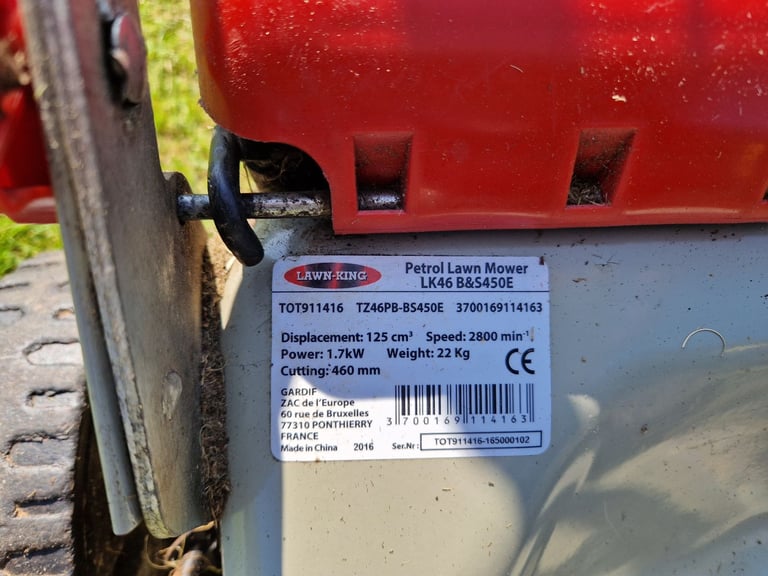 LAWN-KING
Petrol Lawn Mower
LK46 B&S450E
TOT911416 TZ46PB-BS450E 3700169114163
Displacement: 125 cm³ Speed: 2800 min⁻¹
Power: 1.7kW Weight: 22 Kg
Cutting: 460 mm
CE
GARDIF
ZAC de l'Europe
60 rue de Bruxelles
77310 PONTHIERRY
FRANCE
Made in China 2016
3 700169 114163
Ser.Nr: TOT911416-165000102